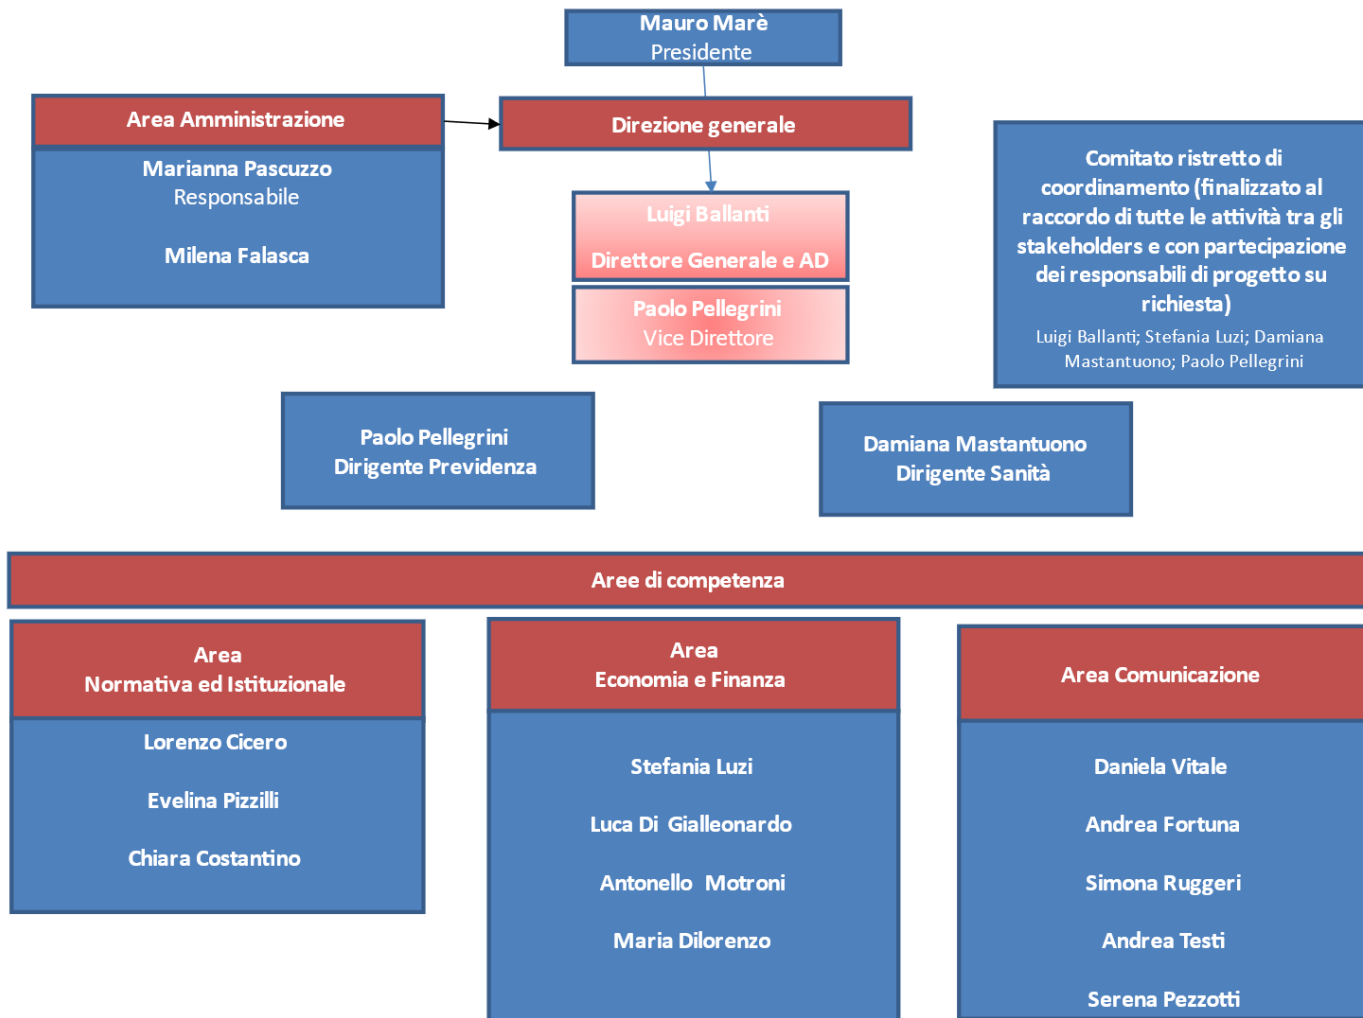 Mauro Marè
Presidente
Area Amministrazione
Direzione generale
Marianna Pascuzzo
Responsabile
Milena Falasca
Luigi Ballanti
Direttore Generale e AD
Paolo Pellegrini
Vice Direttore
Comitato ristretto di
coordinamento (finalizzato al
raccordo di tutte le attività tra gli
stakeholders e con partecipazione
dei responsabili di progetto su
richiesta)
Luigi Ballanti; Stefania Luzi; Damiana
Mastantuono; Paolo Pellegrini
Paolo Pellegrini
Dirigente Previdenza
Damiana Mastantuono
Dirigente Sanità
Aree di competenza
Area
Normativa ed Istituzionale
Lorenzo Cicero
Evelina Pizzilli
Chiara Costantino
Area
Economia e Finanza
Stefania Luzi
Luca Di Gialleonardo
Antonello Motroni
Maria Dilorenzo
Area Comunicazione
Daniela Vitale
Andrea Fortuna
Simona Ruggeri
Andrea Testi
Serena Pezzotti